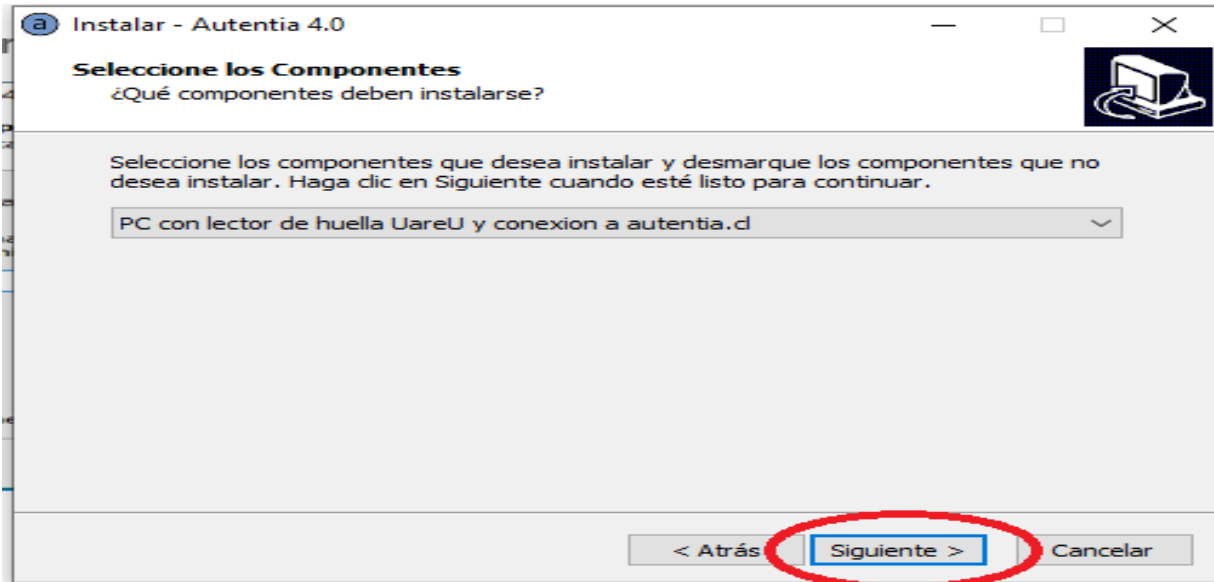 Instalar - Autentia 4.0
Seleccione los Componentes
¿Qué componentes deben instalarse?
Seleccione los componentes que desea instalar y desmarque los componentes que no
desea instalar. Haga clic en Siguiente cuando esté listo para continuar.
PC con lector de huella UareU y conexion a autentia.cl
< Atrás
Siguiente >
Cancelar